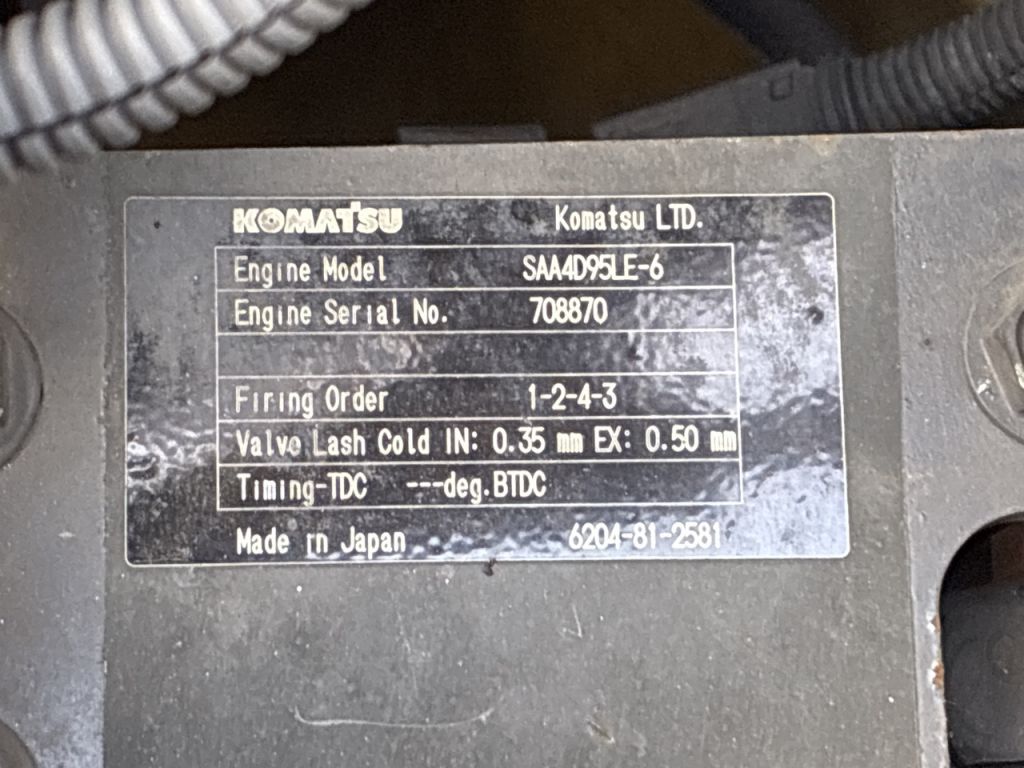 KOMATSU Komatsu LTD.
Engine Model SAA4D95LE-6
Engine Serial No. 708870
Firing Order 1-2-4-3
Valve Lash Cold IN: 0.35 mm EX: 0.50 mm
Timing-TDC ---deg.BTDC
Made in Japan 6204-81-2581